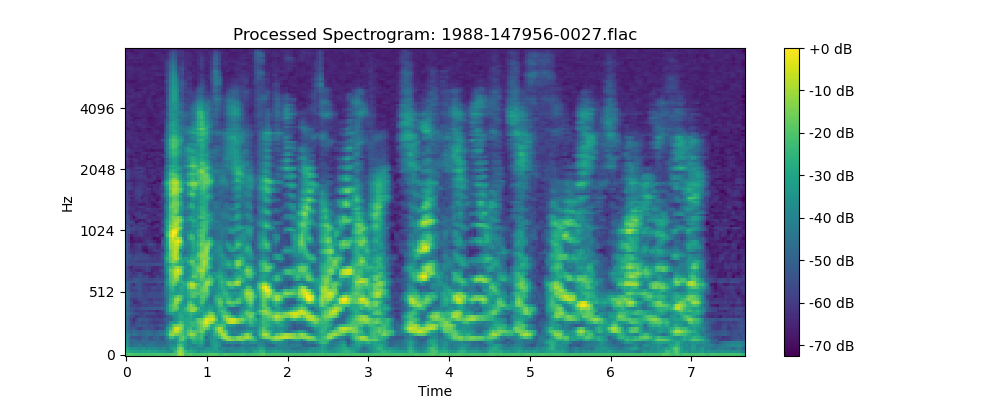 Processed Spectrogram: 1988-147956-0027.flac
Hz
4096
2048
1024
512
0
0 1 2 3 4 5 6 7
Time
+0 dB
-10 dB
-20 dB
-30 dB
-40 dB
-50 dB
-60 dB
-70 dB